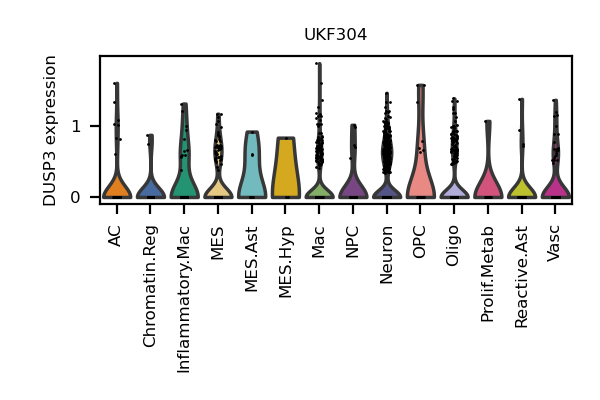 UKF304
DUSP3 expression
1
0
AC
Chromatin.Reg
Inflammatory.Mac
MES
MES.Ast
MES.Hyp
Mac
NPC
Neuron
OPC
Oligo
Prolif.Metab
Reactive.Ast
Vasc